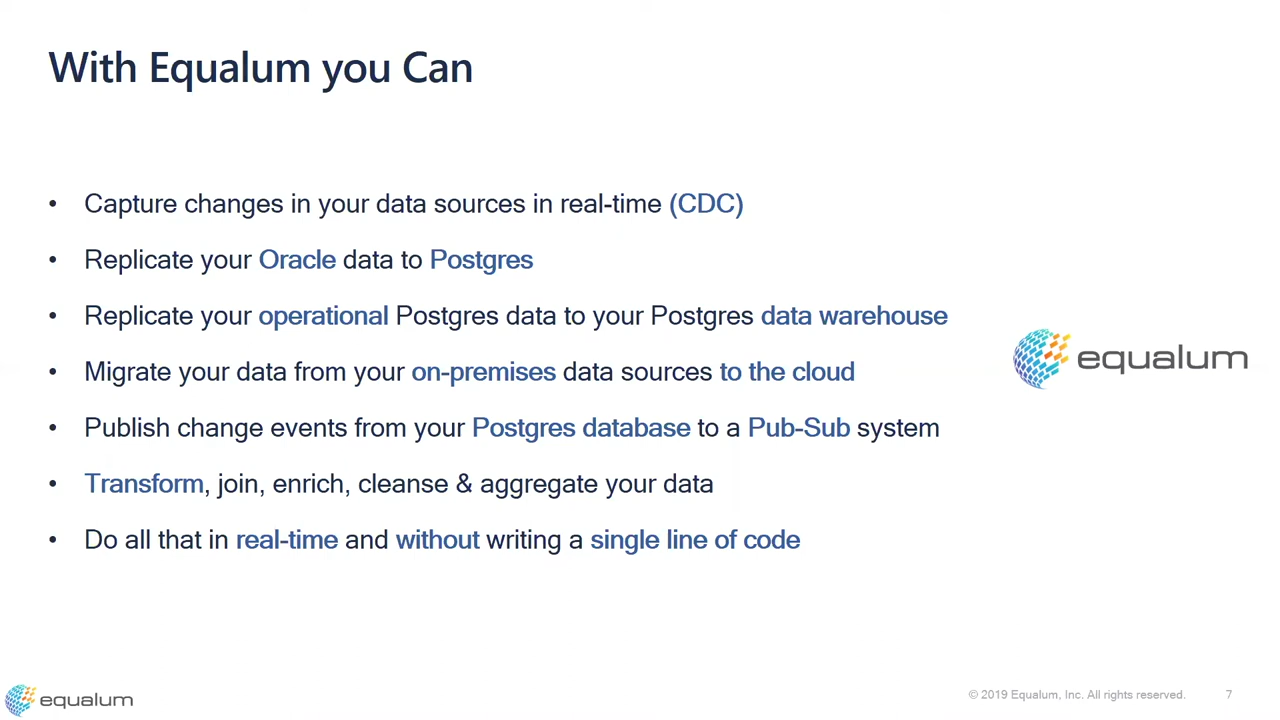 With Equalum you Can
• Capture changes in your data sources in real-time (CDC)
• Replicate your Oracle data to Postgres
• Replicate your operational Postgres data to your Postgres data warehouse
• Migrate your data from your on-premises data sources to the cloud
• Publish change events from your Postgres database to a Pub-Sub system
• Transform, join, enrich, cleanse & aggregate your data
• Do all that in real-time and without writing a single line of code
equalum
equalum
© 2019 Equalum, Inc. All rights reserved. 7